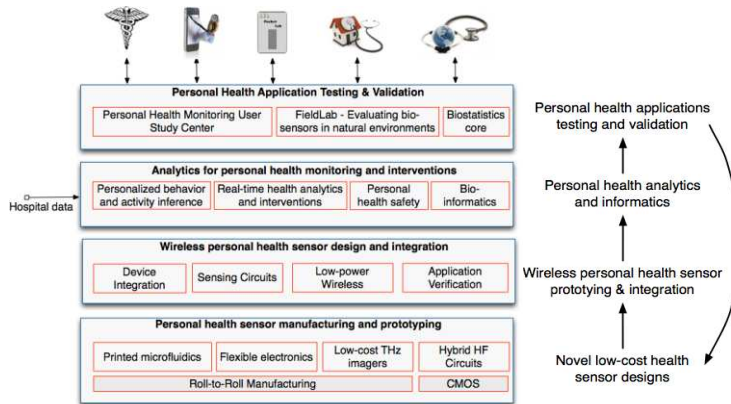 Personal Health Application Testing & Validation
Personal Health Monitoring User
Study Center
FieldLab - Evaluating bio-
sensors in natural environments
Biostatistics
core
Analytics for personal health monitoring and interventions
Personalized behavior
and activity inference
Real-time health analytics
and interventions
Personal
health safety
Bio-
informatics
Hospital data
Wireless personal health sensor design and integration
Device
Integration
Sensing Circuits
Low-power
Wireless
Application
Verification
Personal health sensor manufacturing and prototyping
Printed microfluidics
Flexible electronics
Low-cost THz
imagers
Hybrid HF
Circuits
Roll-to-Roll Manufacturing
CMOS
Personal health applications
testing and validation
Personal health analytics
and informatics
Wireless personal health sensor
prototying & integration
Novel low-cost health
sensor designs